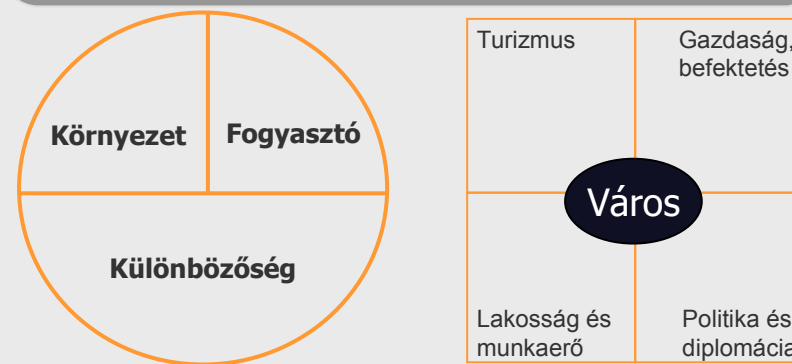 Környezet
Fogyasztó
Különbözőség
Turizmus
Gazdaság,
befektetés
Város
Lakosság és
munkaerő
Politika és
diplomácia